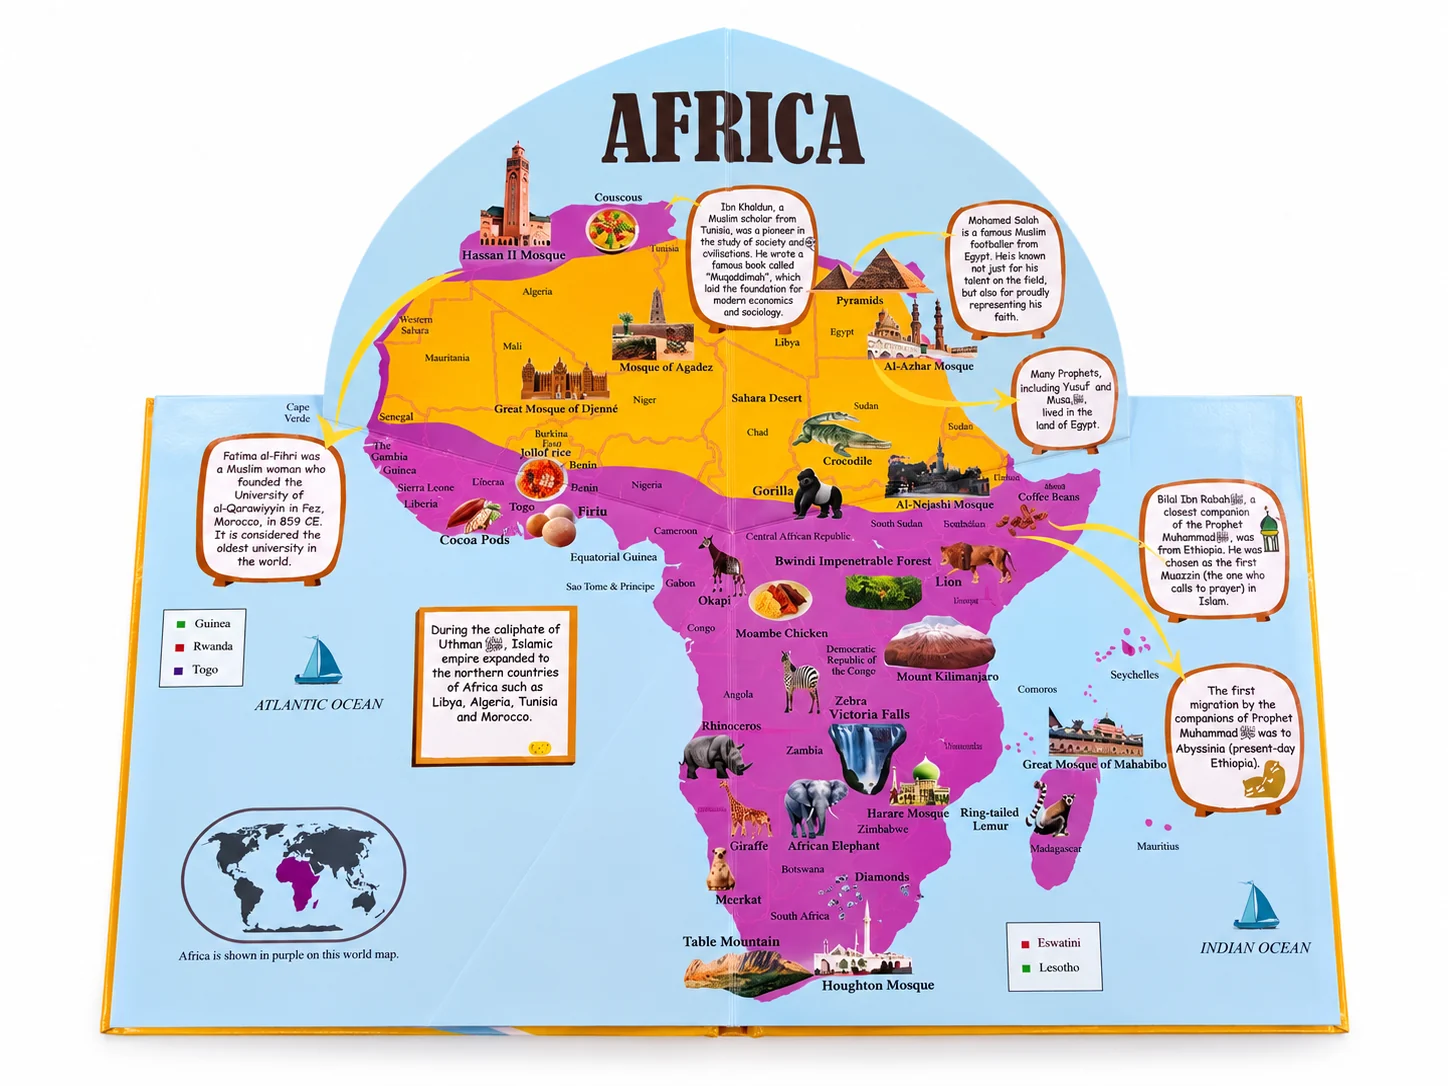 AFRICA
Couscous
Hassan II Mosque
Tunisia
Ibn Khaldun, a
Muslim scholar from
Tunisia, was a pioneer in
the study of society and
cvilisations. He wrote a
famous book called
"Muqaddimah", which
laid the foundation for
modern economics
and sociology.
Mohamed Salah
is a famous Muslim
footballer from
Egypt. Heis known
not just for his
talent on the field,
but also for proudly
representing his
faith.
Pyramids
Algeria
Western
Sahara
Mali
Mauritania
Mosque of Agadez
Libya
Egypt
Al-Azhar Mosque
Many Prophets,
including Yusuf and
Musa,
lived in the
land of Egypt.
Great Mosque of Djenné
Niger
Sahara Desert
Sudan
Chad
Sudan
Cape
Verde
Senegal
The
Gambia
Guinea
Sierra Leone
Liberia
Burkina
Faso
Jollof rice
Benin
Benin
Togo
Nigeria
Firiu
Cocoa Pods
Crocodile
Gorilla
Al-Nejashi Mosque
Coffee Beans
Fatima al-Fihri was
a Muslim woman who
founded the
University of
al-Qarawiyyin in Fez,
Morocco, in 859 CE.
It is considered the
oldest university in
the world.
Bilal Ibn Rabah, a
closest companion
of the Prophet
Muhammad, was
from Ethiopia. He was
chosen as the first
Muazzin (the one who
calls to prayer) in
Islam.
Cameroon
Central African Republic
South Sudan
Equatorial Guinea
Sao Tome & Principe
Gabon
Okapi
Bwindi Impenetrable Forest
Lion
Congo
Moambe Chicken
Democratic
Republic of
the Congo
Mount Kilimanjaro
Guinea
Rwanda
Togo
ATLANTIC OCEAN
During the caliphate of
Uthman , Islamic
empire expanded to
the northern countries
of Africa such as
Libya, Algeria, Tunisia
and Morocco.
Angola
Zebra
Victoria Falls
Rhinoceros
Zambia
Comoros
Seychelles
Great Mosque of Mahabibo
The first
migration by the
companions of Prophet
Muhammad was to
Abyssinia (present-day
Ethiopia).
Harare Mosque
Zimbabwe
Ring-tailed
Lemur
Giraffe
African Elephant
Madagascar
Mauritius
Botswana
Diamonds
Meerkat
South Africa
Table Mountain
Houghton Mosque
Africa is shown in purple on this world map.
Eswatini
Lesotho
INDIAN OCEAN